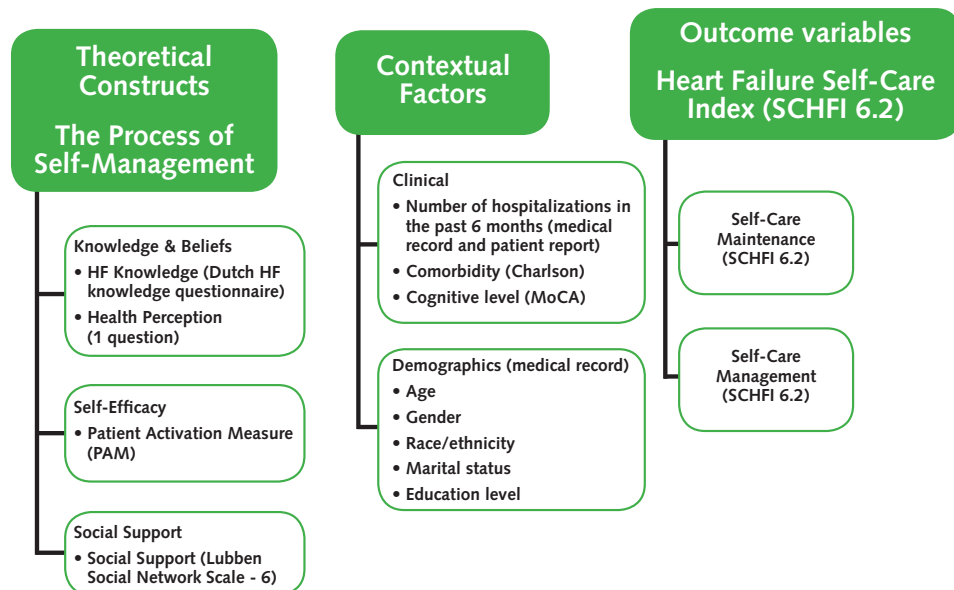 Theoretical
Constructs
The Process of
Self-Management
Knowledge & Beliefs
• HF Knowledge (Dutch HF
knowledge questionnaire)
• Health Perception
(1 question)
Self-Efficacy
• Patient Activation Measure
(PAM)
Social Support
• Social Support (Lubben
Social Network Scale - 6)
Contextual
Factors
Clinical
• Number of hospitalizations in
the past 6 months (medical
record and patient report)
• Comorbidity (Charlson)
• Cognitive level (MoCA)
Demographics (medical record)
• Age
• Gender
• Race/ethnicity
• Marital status
• Education level
Outcome variables
Heart Failure Self-Care
Index (SCHFI 6.2)
Self-Care
Maintenance
(SCHFI 6.2)
Self-Care
Management
(SCHFI 6.2)